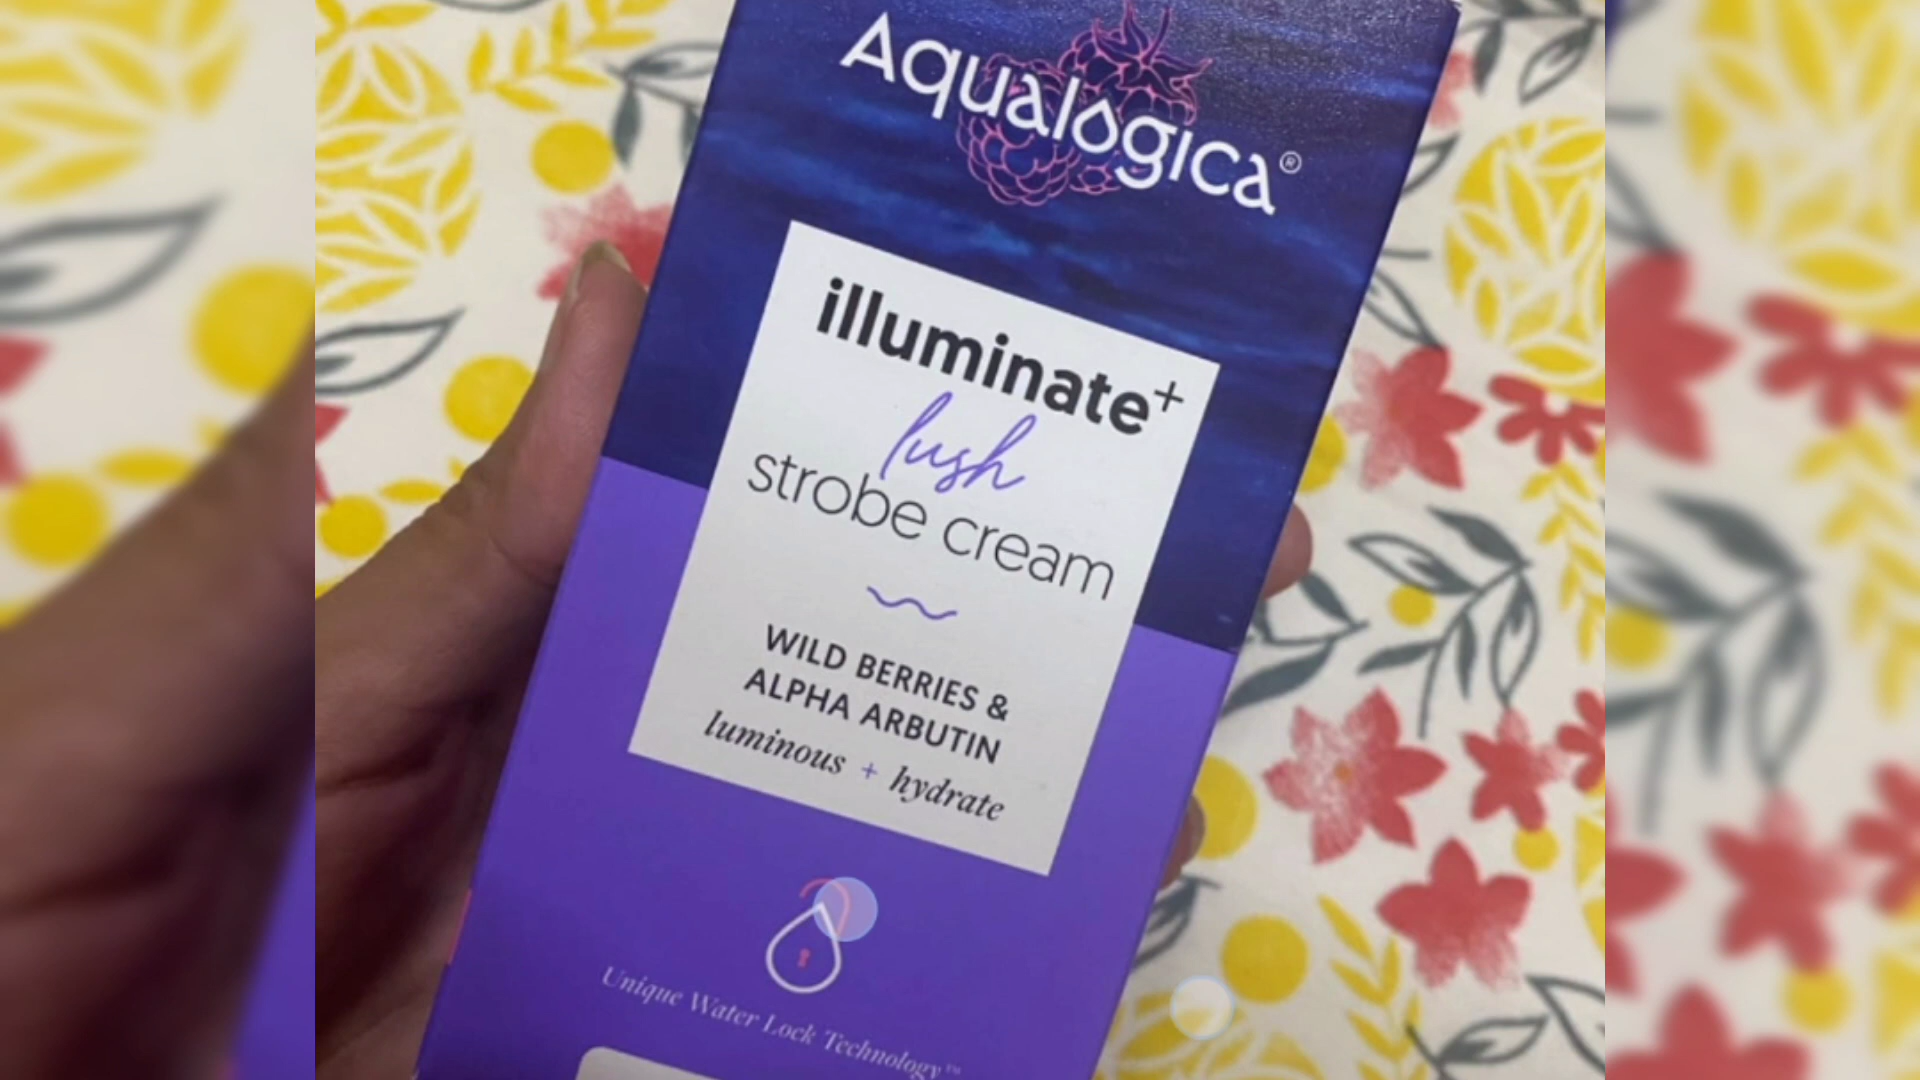 Aqualogica®
illuminate+
lush
strobe cream
WILD BERRIES &
ALPHA ARBUTIN
luminous + hydrate
Unique Water Lock Technology™